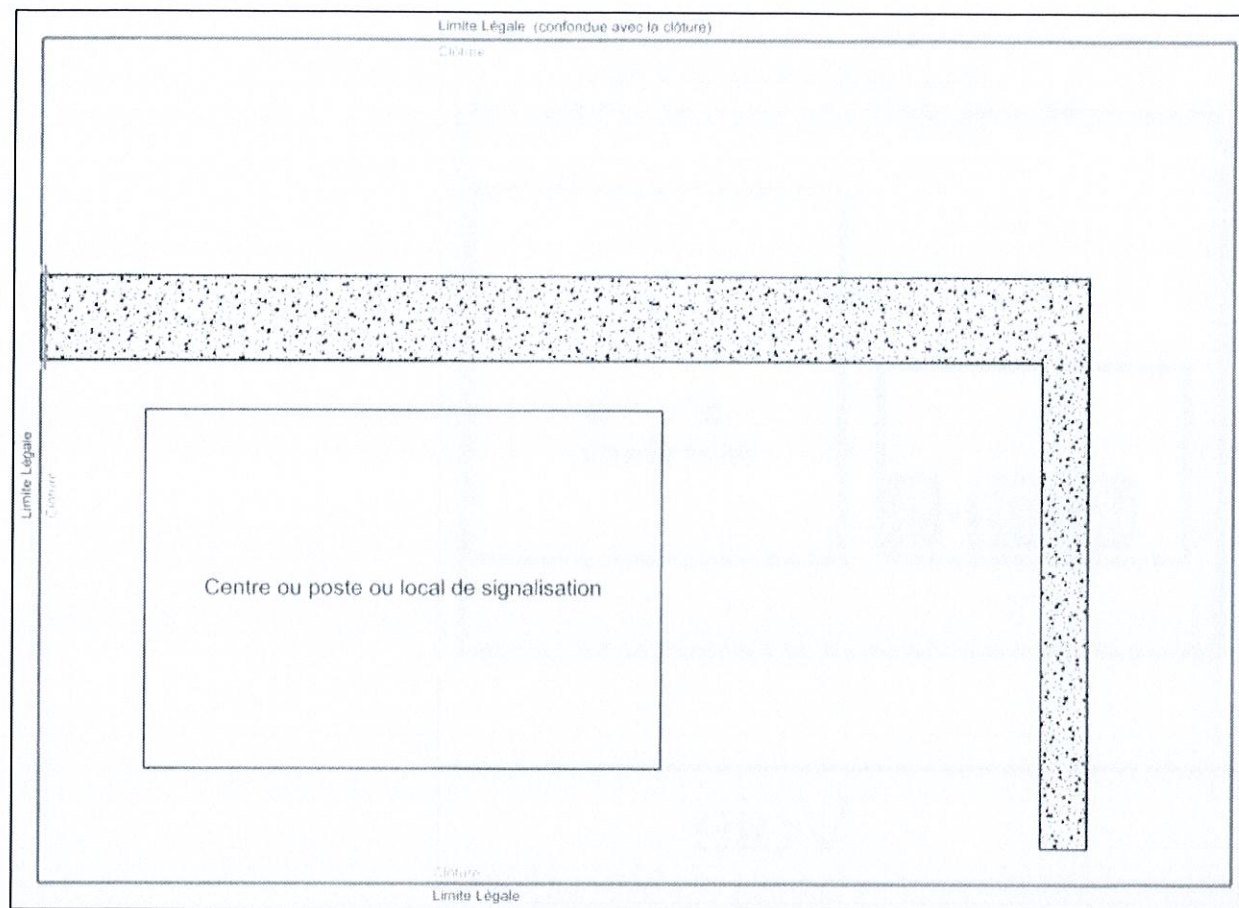 Limite Légale (confondue avec la clôture)
Clôture
Limite Légale
Clôture
Centre ou poste ou local de signalisation
Clôture
Limite Légale